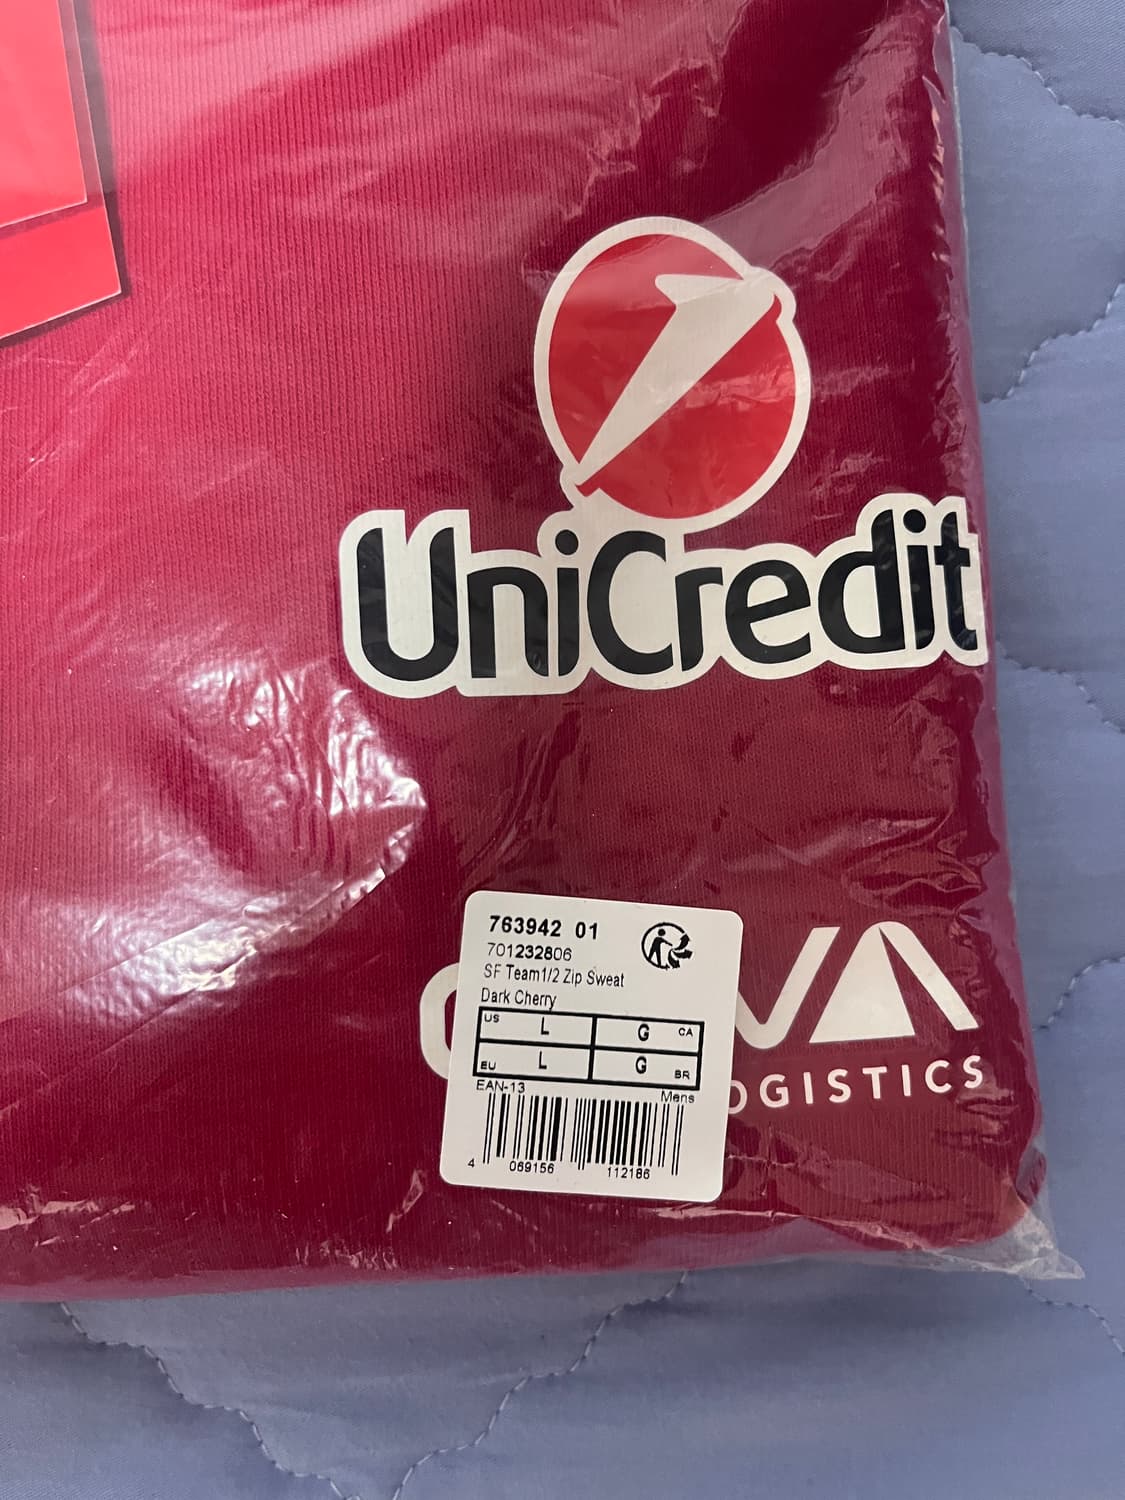 UniCredit
763942 01
701232806
SF Team1/2 Zip Sweat
Dark Cherry
US L G CA
EU L G BR
EAN-13 Mens
4 069156 112186
VA
OGISTICS